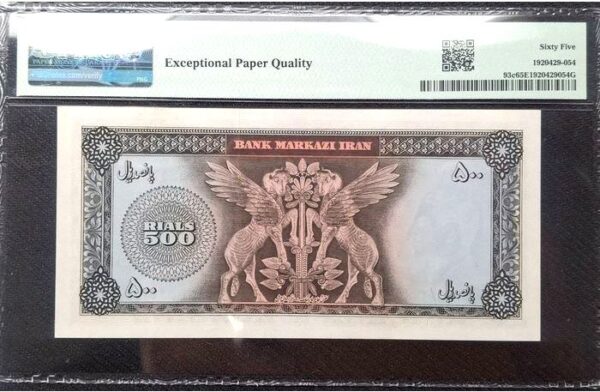 Exceptional Paper Quality
Sixty Five
1920429-054
93c65E1920429054G
BANK MARKAZI IRAN
پانصد ریال
۵۰۰
RIALS
500
۵۰۰
پانصد ریال